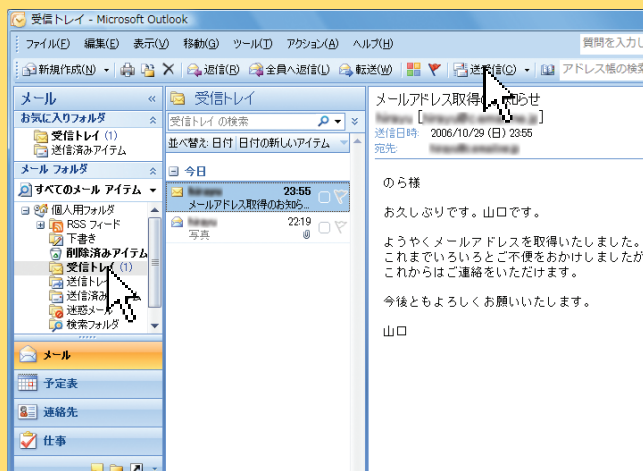 受信トレイ - Microsoft Outlook
ファイル(F) 編集(E) 表示(V) 移動(G) ツール(T) アクション(A) ヘルプ(H)
質問を入力し
新規作成(N) 返信(R) 全員へ返信(L) 転送(W) 送受信(C) アドレス帳の検索
メール «
お気に入りフォルダ
受信トレイ (1)
送信済みアイテム
メール フォルダ
すべてのメール アイテム
個人用フォルダ
RSS フィード
下書き
削除済みアイテム
受信トレイ (1)
送信トレ
送信済み
迷惑メール
検索フォルダ
メール
予定表
連絡先
仕事
受信トレイ
受信トレイ の検索
並べ替え: 日付 日付の新しいアイテム
今日
23:55
メールアドレス取得のお知ら...
22:19
写真
メールアドレス取得のお知らせ
送信日時: 2006/10/29 (日) 23:55
宛先:
のら様
お久しぶりです。山口です。
ようやくメールアドレスを取得いたしました。
これまでいろいろとご不便をおかけしましたが
これからはご連絡をいただけます。
今後ともよろしくお願いいたします。
山口